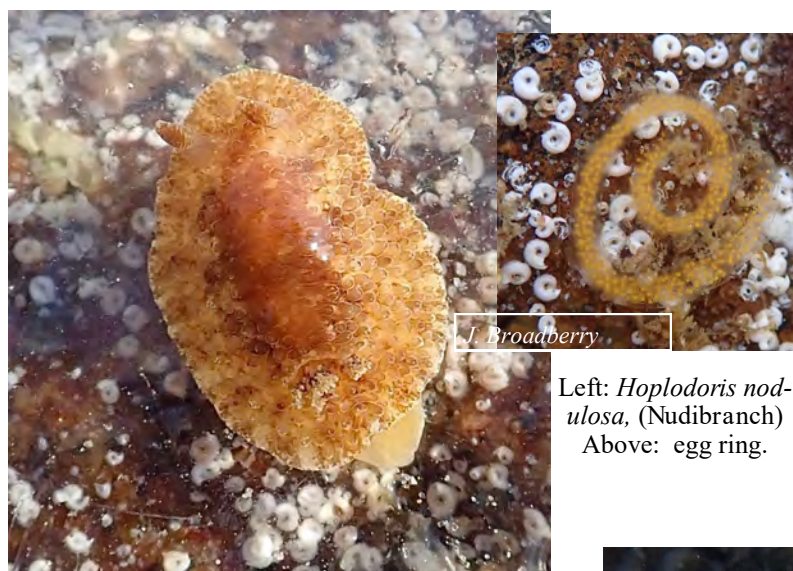 J. Broadberry
Left: Hoplodoris nod-
ulosa, (Nudibranch)
Above:  egg ring.